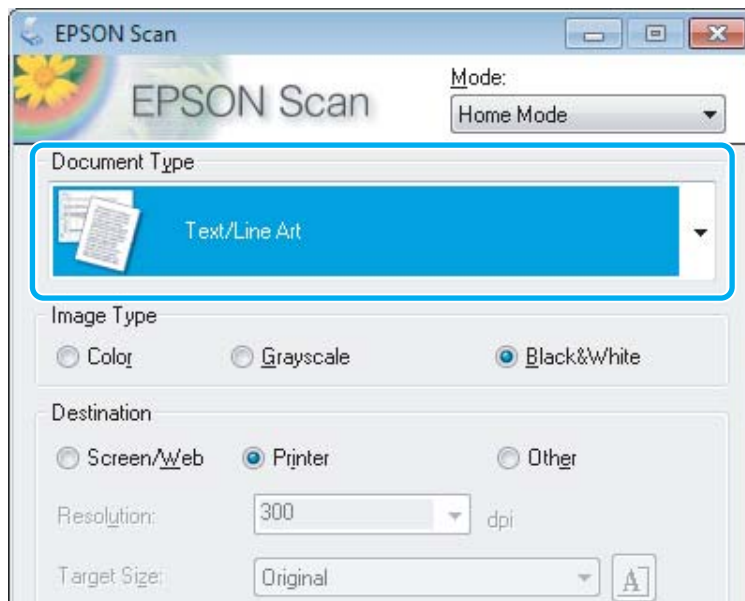 EPSON Scan
EPSON Scan
Mode:
Home Mode
Document Type
Text/Line Art
Image Type
Color Grayscale Black&White
Destination
Screen/Web Printer Other
Resolution: 300 dpi
Target Size: Original A